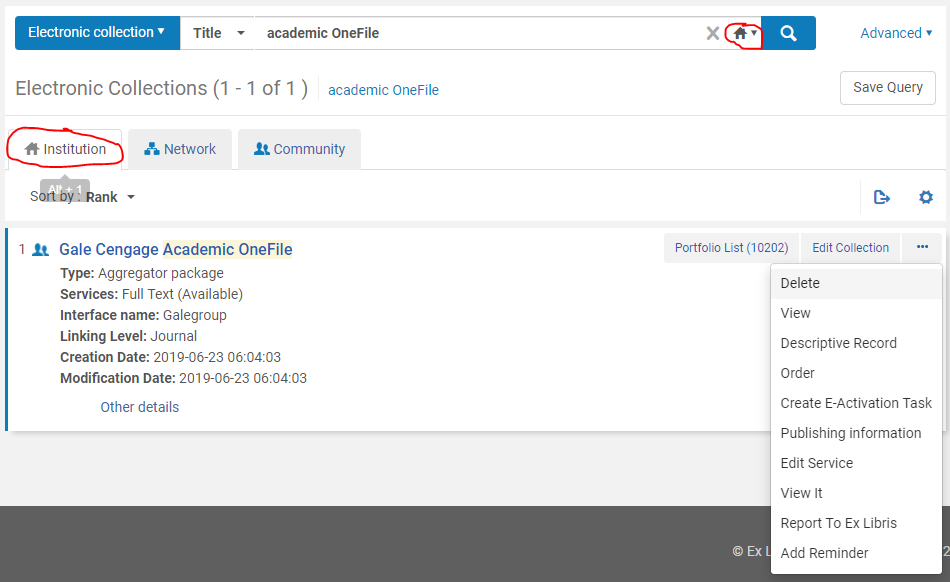 Electronic collection
Title
academic OneFile
Advanced
Electronic Collections (1 - 1 of 1 )
academic OneFile
Save Query
Institution
Network
Community
Alt + 1
Sort by : Rank
1
Gale Cengage Academic OneFile
Portfolio List (10202)
Edit Collection
Type: Aggregator package
Services: Full Text (Available)
Interface name: Galegroup
Linking Level: Journal
Creation Date: 2019-06-23 06:04:03
Modification Date: 2019-06-23 06:04:03
Other details
Delete
View
Descriptive Record
Order
Create E-Activation Task
Publishing information
Edit Service
View It
Report To Ex Libris
Add Reminder
© Ex L